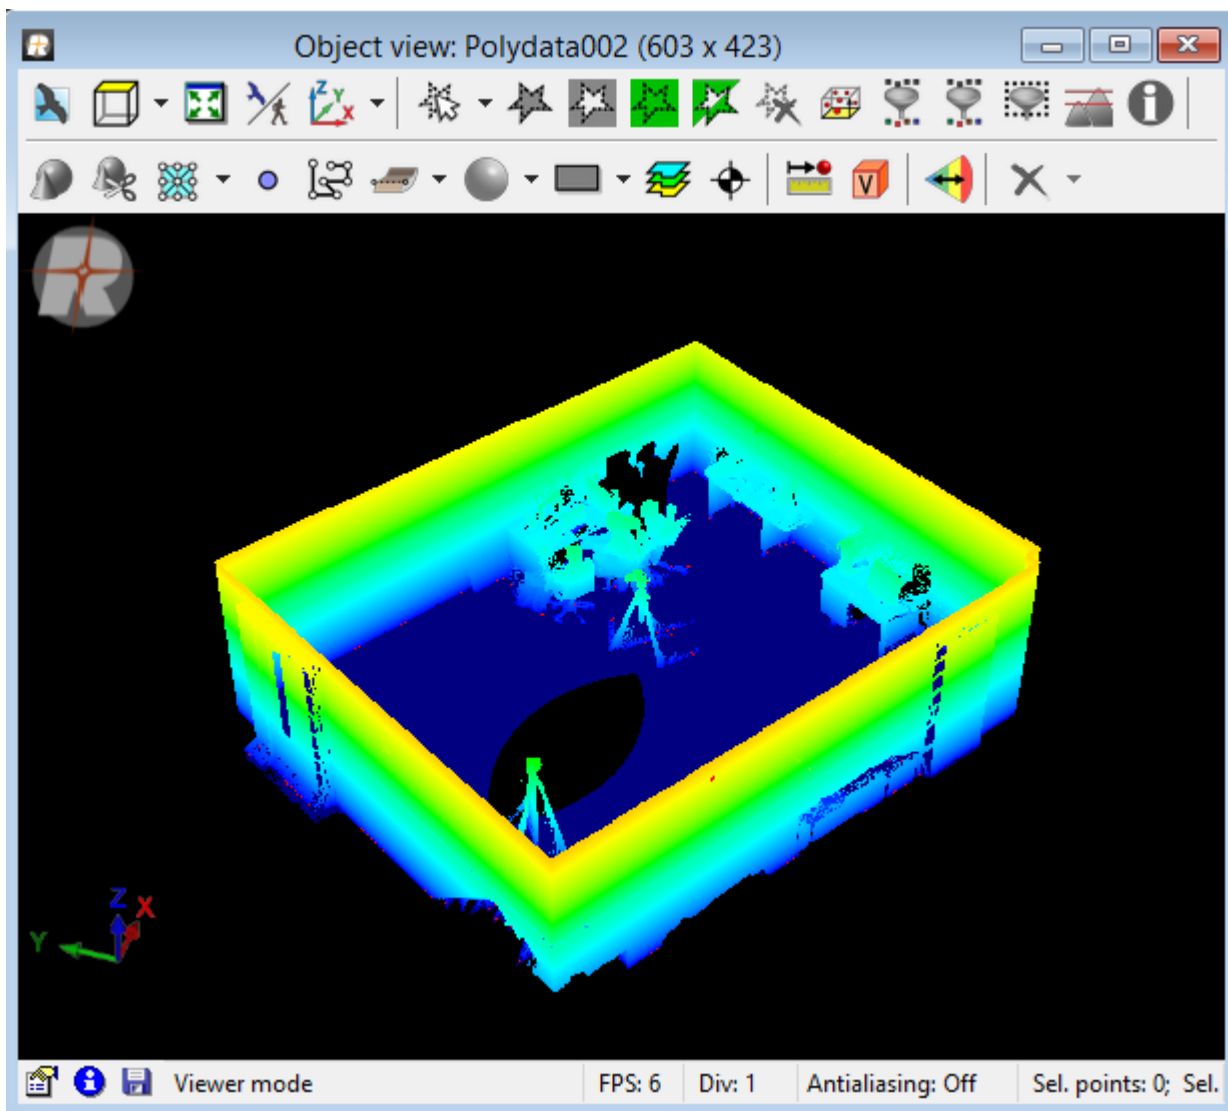 Object view: Polydata002 (603 x 423)
Z Y X
V
R
Z
X
Y
Viewer mode FPS: 6 Div: 1 Antialiasing: Off Sel. points: 0; Sel.